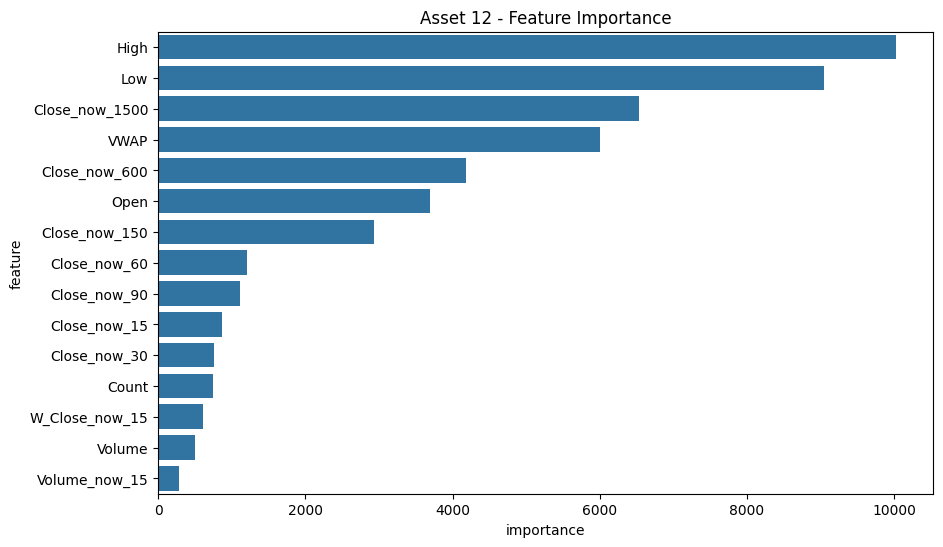 Asset 12 - Feature Importance
High
Low
Close_now_1500
VWAP
Close_now_600
Open
Close_now_150
Close_now_60
Close_now_90
Close_now_15
Close_now_30
Count
W_Close_now_15
Volume
Volume_now_15
feature
0 2000 4000 6000 8000 10000
importance